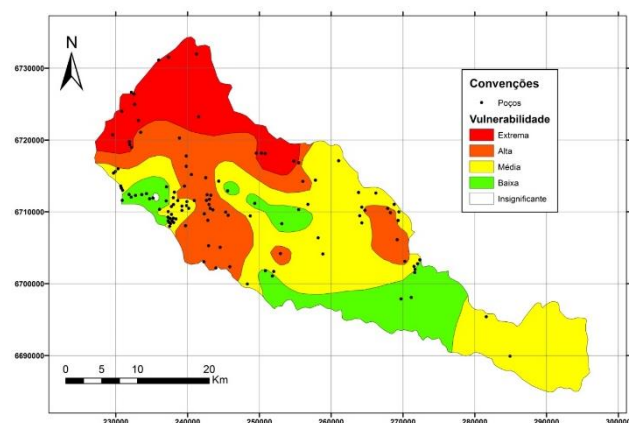 N
6730000
6720000
6710000
6700000
6690000
Convenções
Poços
Vulnerabilidade
Extrema
Alta
Média
Baixa
Insignificante
0 5 10 20
Km
230000 240000 250000 260000 270000 280000 290000 300000